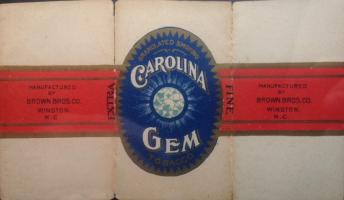 MANUFACTURED
BY
BROWN BROS. CO.
WINSTON,
N. C.
EXTRA
GRANULATED SMOKING
CAROLINA
GEM
TOBACCO
FINE
MANUFACTURED
BY
BROWN BROS. CO.
WINSTON,
N. C.